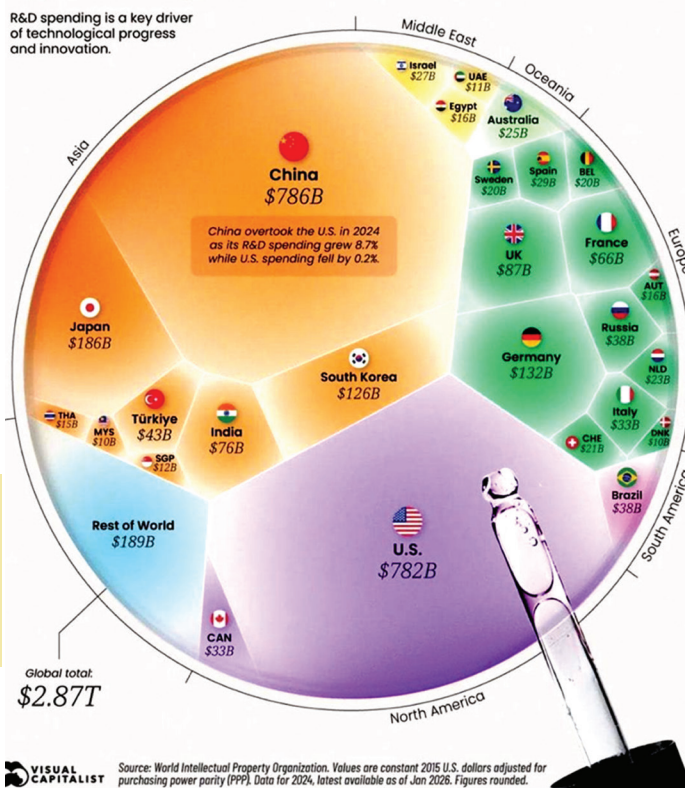 R&D spending is a key driver
of technological progress
and innovation.
Middle East
Oceania
Asia
Israel
$27B
UAE
$11B
Egypt
$16B
Australia
$25B
China
$786B
China overtook the U.S. in 2024
as its R&D spending grew 8.7%
while U.S. spending fell by 0.2%.
Sweden
$20B
Spain
$29B
BEL
$20B
UK
$87B
France
$66B
AUT
$16B
Japan
$186B
Russia
$38B
Germany
$132B
NLD
$23B
South Korea
$126B
Italy
$33B
DNK
$10B
CHE
$21B
THA
$15B
MYS
$10B
Türkiye
$43B
SGP
$12B
India
$76B
Brazil
$38B
South America
Rest of World
$189B
U.S.
$782B
CAN
$33B
Global total:
$2.87T
North America
VISUAL
CAPITALIST
Source: World Intellectual Property Organization. Values are constant 2015 U.S. dollars adjusted for
purchasing power parity (PPP). Data for 2024, latest available as of Jan 2026. Figures rounded.